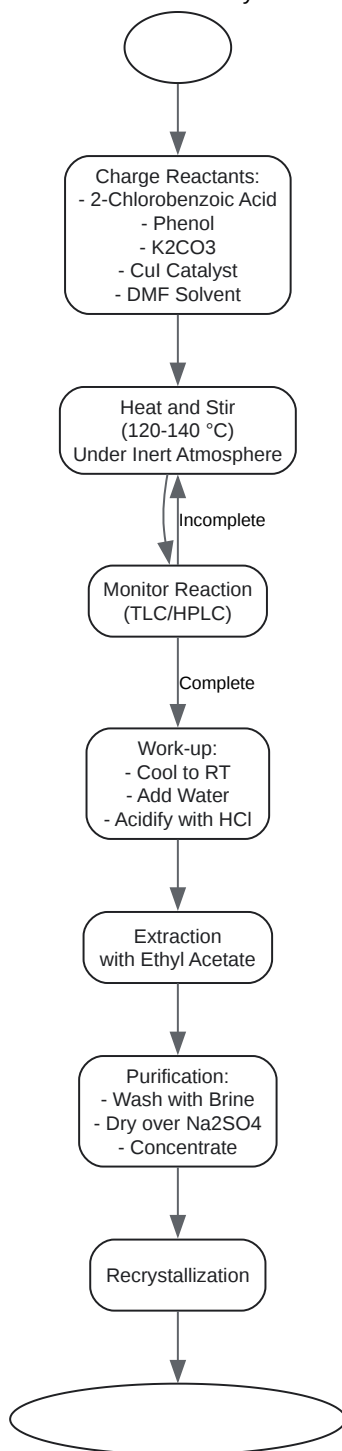 Charge Reactants:
- 2-Chlorobenzoic Acid
- Phenol
- K2CO3
- CuI Catalyst
- DMF Solvent
Heat and Stir
(120-140 °C)
Under Inert Atmosphere
Incomplete
Monitor Reaction
(TLC/HPLC)
Complete
Work-up:
- Cool to RT
- Add Water
- Acidify with HCl
Extraction
with Ethyl Acetate
Purification:
- Wash with Brine
- Dry over Na2SO4
- Concentrate
Recrystallization